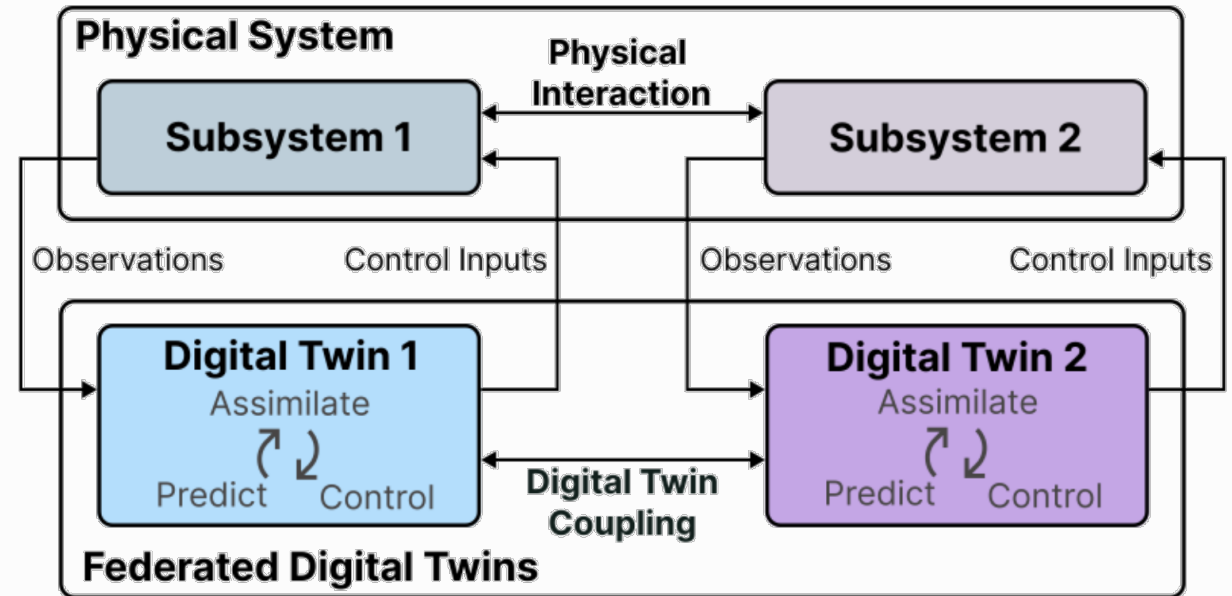 Physical System
Physical
Interaction
Subsystem 1
Subsystem 2
Observations
Control Inputs
Observations
Control Inputs
Digital Twin 1
Assimilate
Predict
Control
Digital Twin 2
Assimilate
Predict
Control
Digital Twin
Coupling
Federated Digital Twins